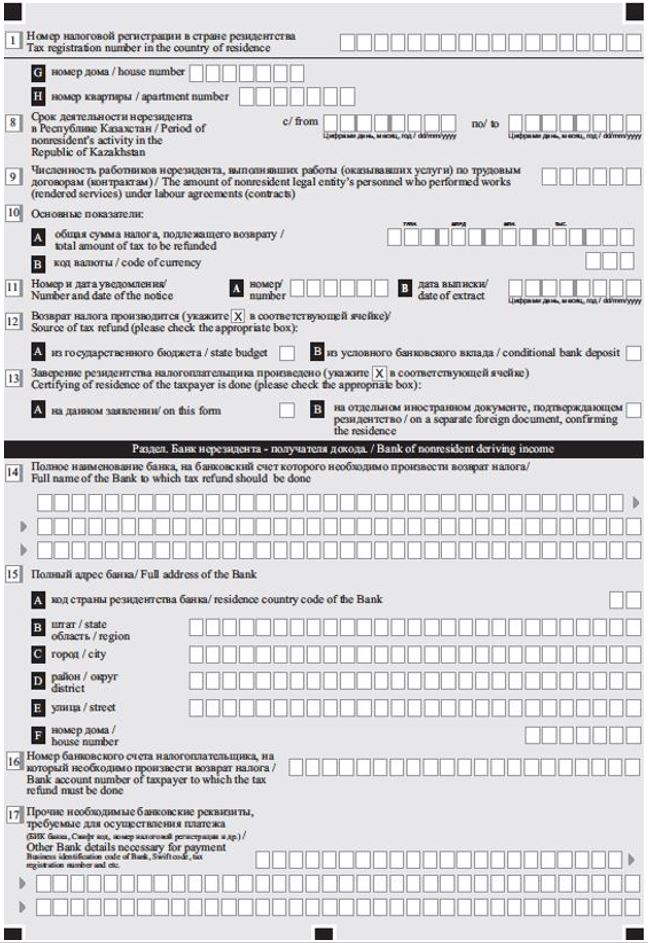 1 Номер налоговой регистрации в стране резидентства
Tax registration number in the country of residence
G номер дома / house number
H номер квартиры / apartment number
8 Срок деятельности нерезидента
в Республике Казахстан / Period of
nonresident's activity in the
Republic of Kazakhstan
с/ from
по/ to
Цифрами день, месяц, год / dd/mm/yyyy
Цифрами день, месяц, год / dd/mm/yyyy
9 Численность работников нерезидента, выполнявших работы (оказывавших услуги) по трудовым
договорам (контрактам) / The amount of nonresident legal entity's personnel who performed works
(rendered services) under labour agreements (contracts)
10 Основные показатели:
млрд млн. тыс.
A общая сумма налога, подлежащего возврату /
total amount of tax to be refunded
B код валюты / code of currency
11 Номер и дата уведомления/
Number and date of the notice
A номер/
number
B дата выписки/
date of extract
Цифрами день, месяц, год / dd/mm/yyyy
12 Возврат налога производится (укажите X в соответствующей ячейке)/
Source of tax refund (please check the appropriate box):
A из государственного бюджета / state budget
B из условного банковского вклада / conditional bank deposit
13 Заверение резидентства налогоплательщика произведено (укажите X в соответствующей ячейке)
Certifying of residence of the taxpayer is done (please check the appropriate box):
A на данном заявлении/ on this form
B на отдельном иностранном документе, подтверждающем
резидентство / on a separate foreign document, confirming
the residence
Раздел. Банк нерезидента - получателя дохода. / Bank of nonresident deriving income
14 Полное наименование банка, на банковский счет которого необходимо произвести возврат налога/
Full name of the Bank to which tax refund should be done
15 Полный адрес банка/ Full address of the Bank
A код страны резидентства банка/ residence country code of the Bank
B штат / state
область / region
C город / city
D район / округ
district
E улица / street
F номер дома /
house number
16 Номер банковского счета налогоплательщика, на
который необходимо произвести возврат налога /
Bank account number of taxpayer to which the tax
refund must be done
17 Прочие необходимые банковские реквизиты,
требуемые для осуществления платежа
(БИК банка, Свифт код, номер налоговой регистрации и др.) /
Other Bank details necessary for payment
Business identification code of Bank, Swift code, tax
registration number and etc.